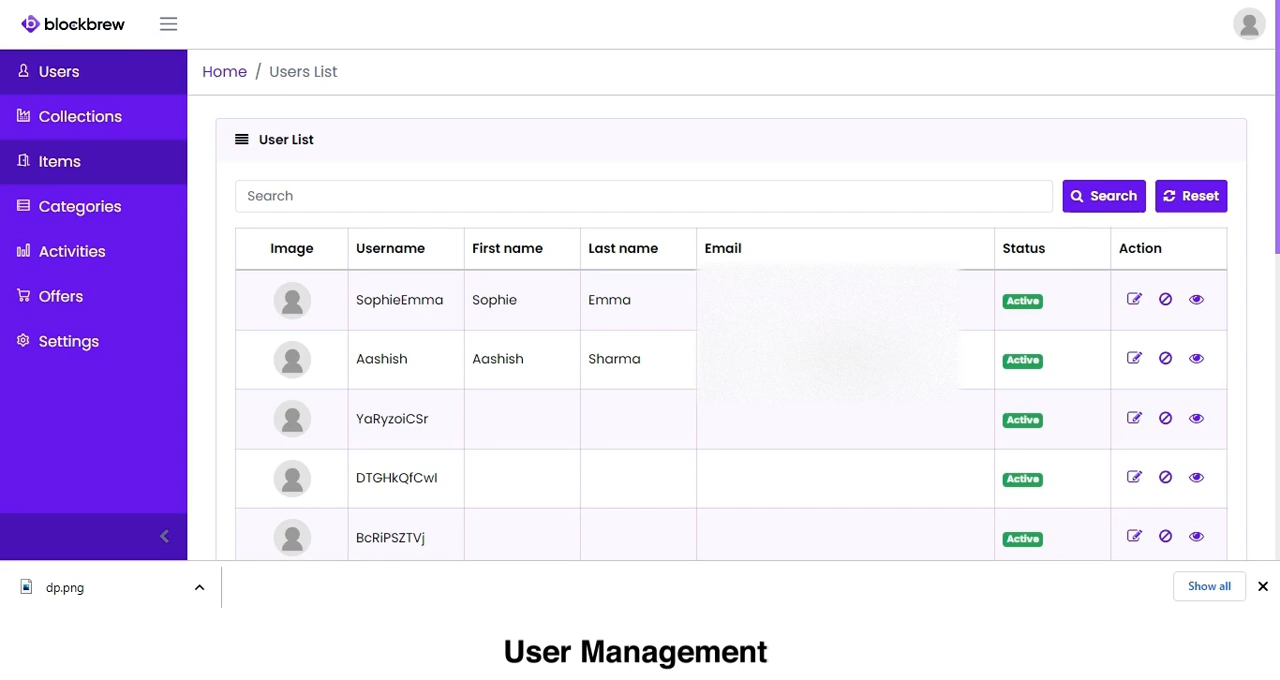 blockbrew
Users
Home / Users List
Collections
User List
Items
Search
Search
Reset
Categories
Image Username First name Last name Email Status Action
Activities
Offers
SophieEmma Sophie Emma Active
Settings
Aashish Aashish Sharma Active
YaRyzoiCSr Active
DTGHkQfCwI Active
BcRiPSZTVj Active
dp.png
Show all
User Management